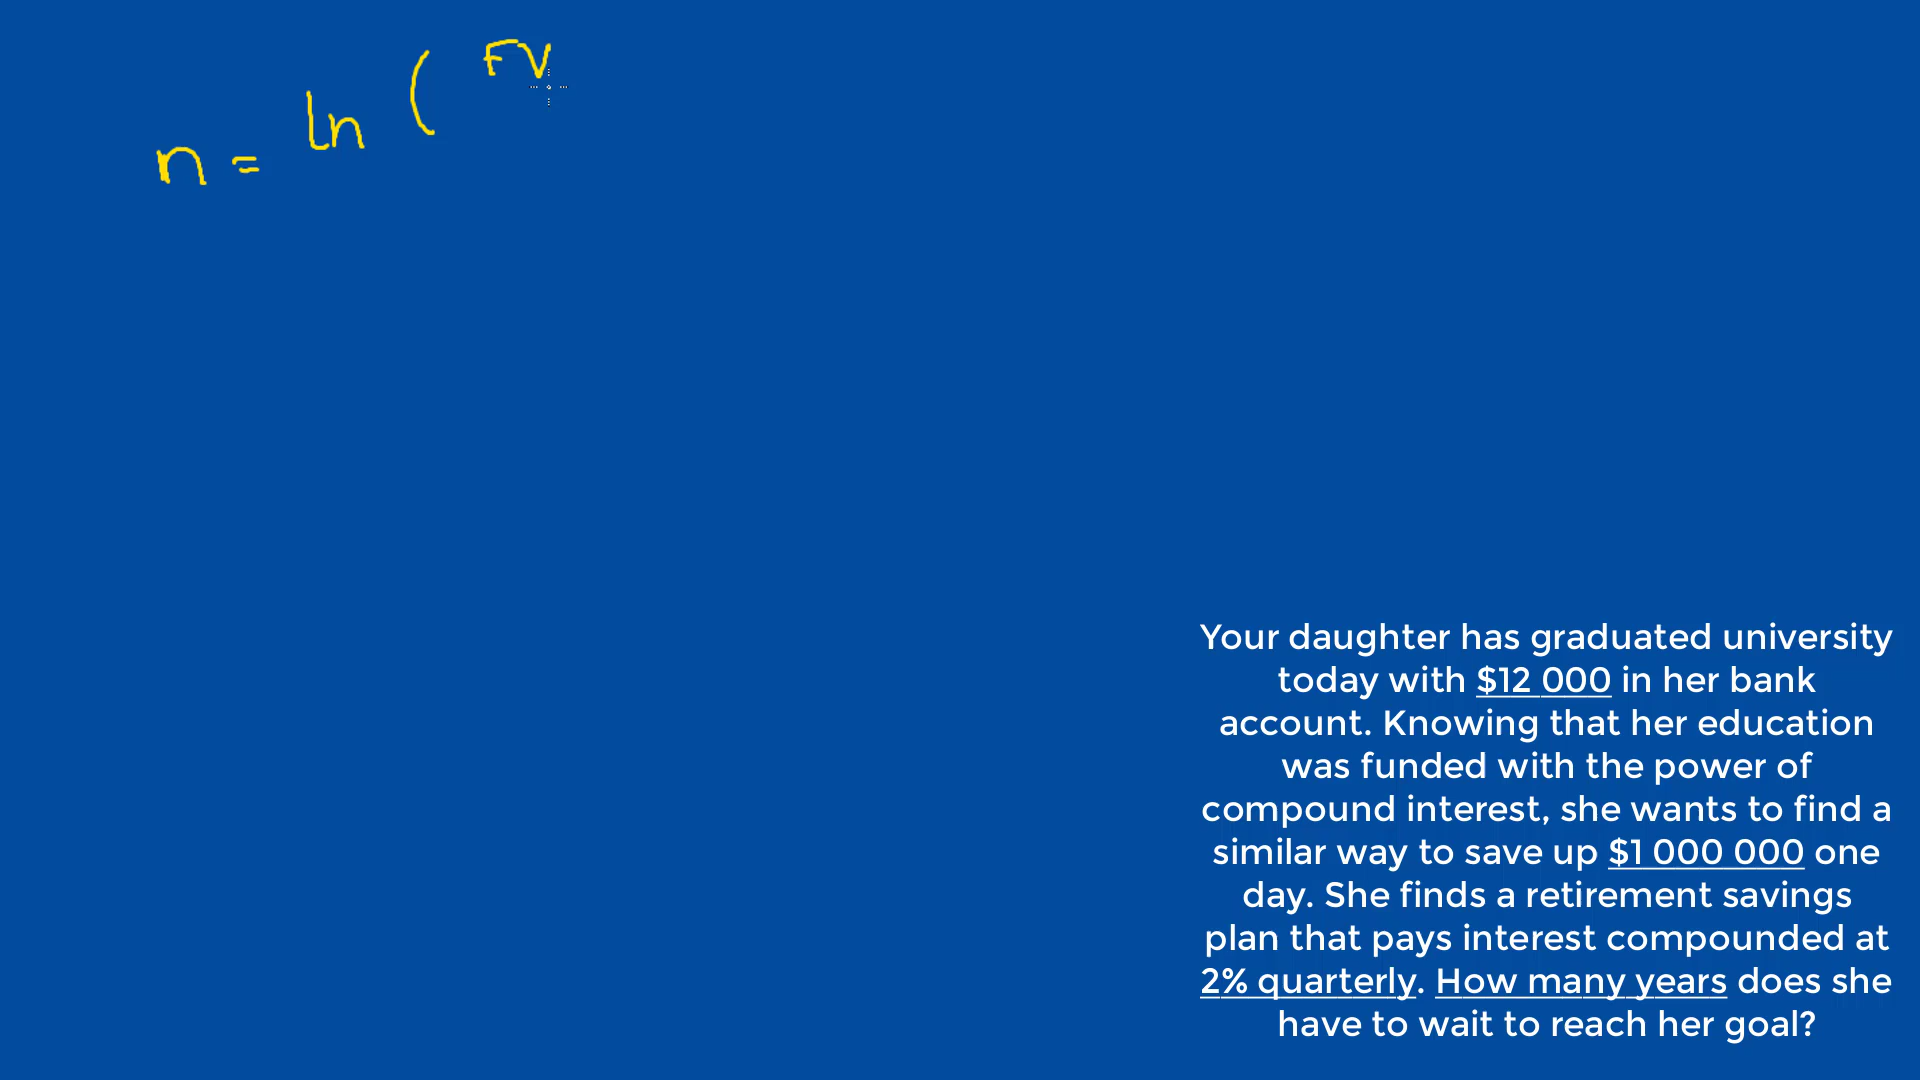 n = ln ( FV
Your daughter has graduated university
today with $12 000 in her bank
account. Knowing that her education
was funded with the power of
compound interest, she wants to find a
similar way to save up $1 000 000 one
day. She finds a retirement savings
plan that pays interest compounded at
2% quarterly. How many years does she
have to wait to reach her goal?